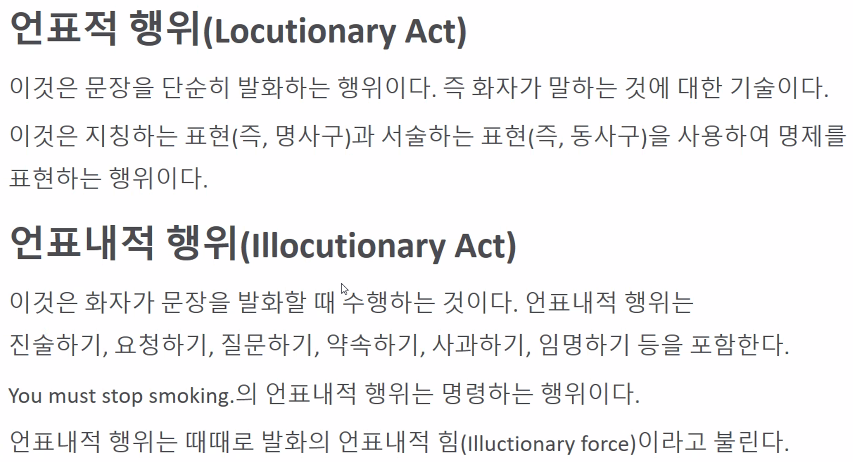 언표적 행위(Locutionary Act)
이것은 문장을 단순히 발화하는 행위이다. 즉 화자가 말하는 것에 대한 기술이다.
이것은 지칭하는 표현(즉, 명사구)과 서술하는 표현(즉, 동사구)을 사용하여 명제를
표현하는 행위이다.
언표내적 행위(Illocutionary Act)
이것은 화자가 문장을 발화할 때 수행하는 것이다. 언표내적 행위는
진술하기, 요청하기, 질문하기, 약속하기, 사과하기, 임명하기 등을 포함한다.
You must stop smoking.의 언표내적 행위는 명령하는 행위이다.
언표내적 행위는 때때로 발화의 언표내적 힘(Illuctionary force)이라고 불린다.